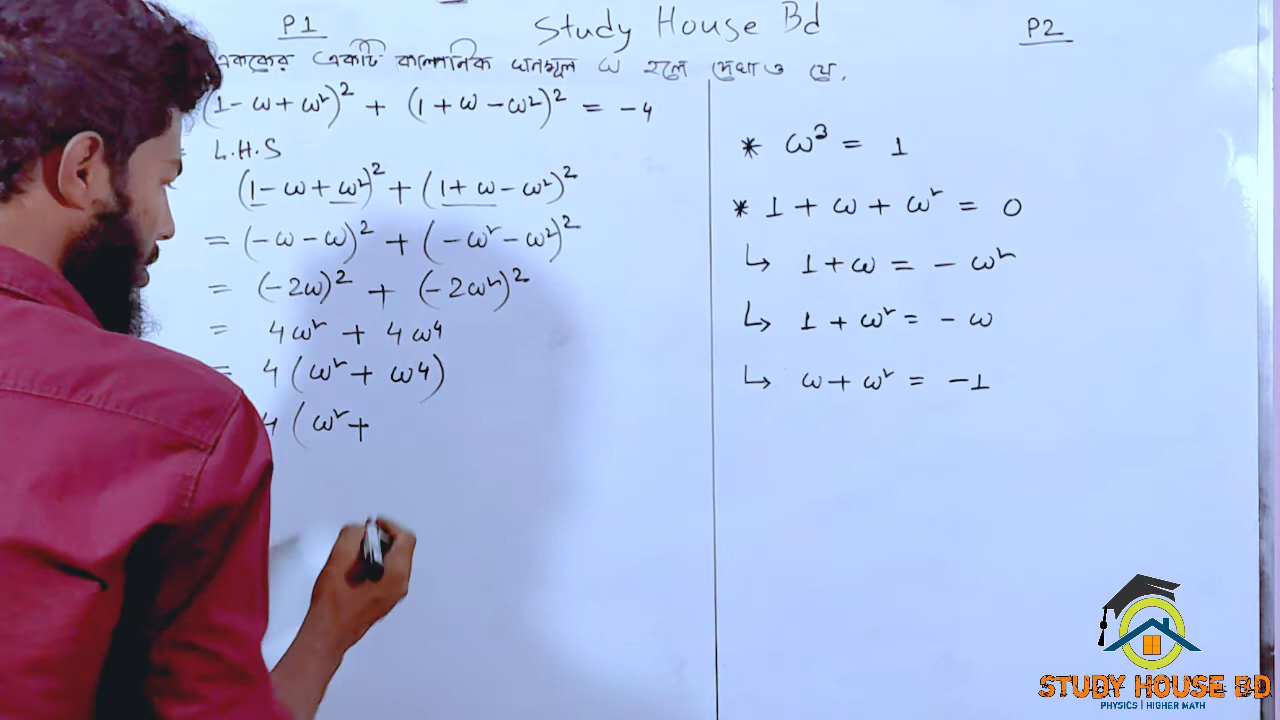 P1
Study House Bd
P2
এককের একটি কাল্পনিক ঘনমূল ω হলে দেখাও যে,
(1-ω+ω²)² + (1+ω-ω²)² = -4
L.H.S
(1-ω+ω²)² + (1+ω-ω²)²
= (-ω-ω)² + (-ω²-ω²)²
= (-2ω)² + (-2ω²)²
= 4ω² + 4ω⁴
= 4(ω²+ ω⁴)
4(ω²+
* ω³ = 1
* 1 + ω + ω² = 0
↳ 1+ω = -ω²
↳ 1+ω² = -ω
↳ ω+ω² = -1
STUDY HOUSE BD
PHYSICS | HIGHER MATH